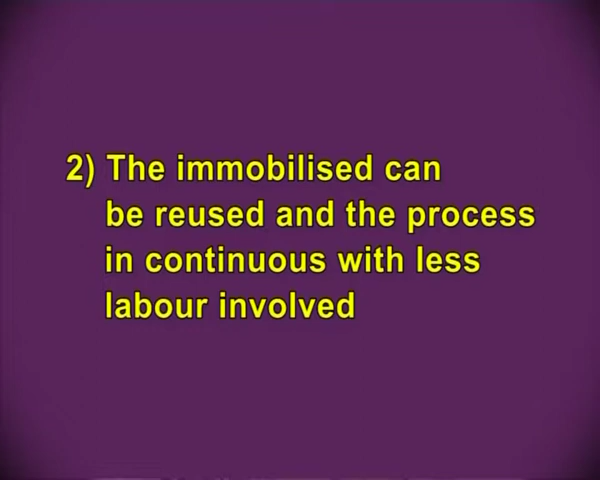 2) The immobilised can
be reused and the process
in continuous with less
labour involved